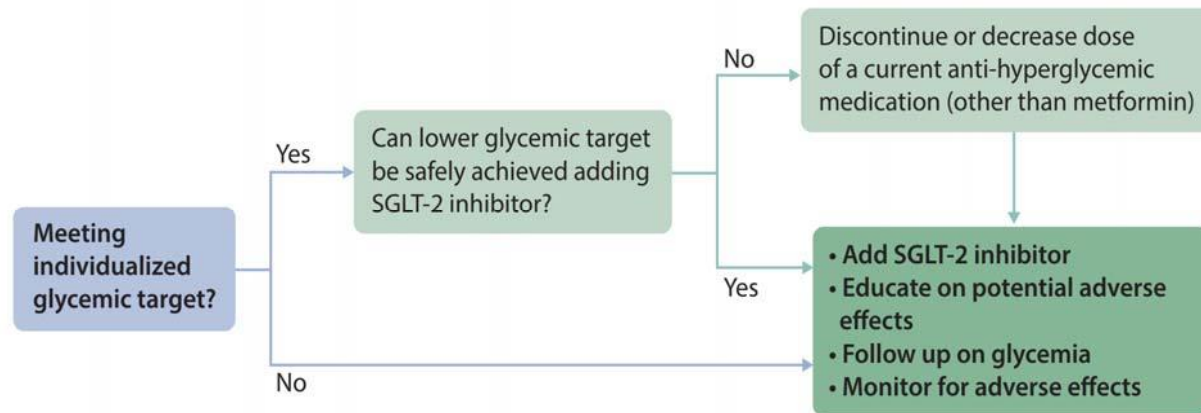 Meeting
individualized
glycemic target?
Yes
No
Can lower glycemic target
be safely achieved adding
SGLT-2 inhibitor?
No
Yes
Discontinue or decrease dose
of a current anti-hyperglycemic
medication (other than metformin)
• Add SGLT-2 inhibitor
• Educate on potential adverse
effects
• Follow up on glycemia
• Monitor for adverse effects